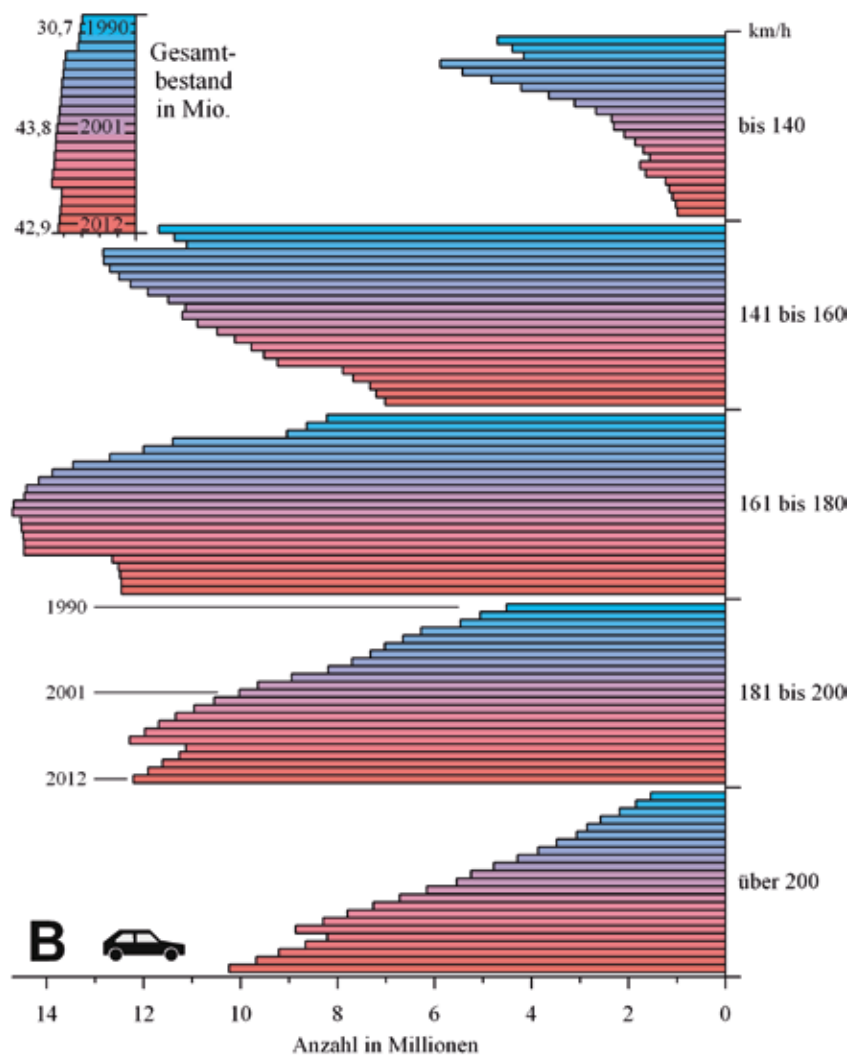 30,7
1990
Gesamt-
bestand
in Mio.
43,8
2001
42,9
2012
km/h
bis 140
141 bis 160
161 bis 180
1990
2001
2012
181 bis 200
über 200
B
14 12 10 8 6 4 2 0
Anzahl in Millionen